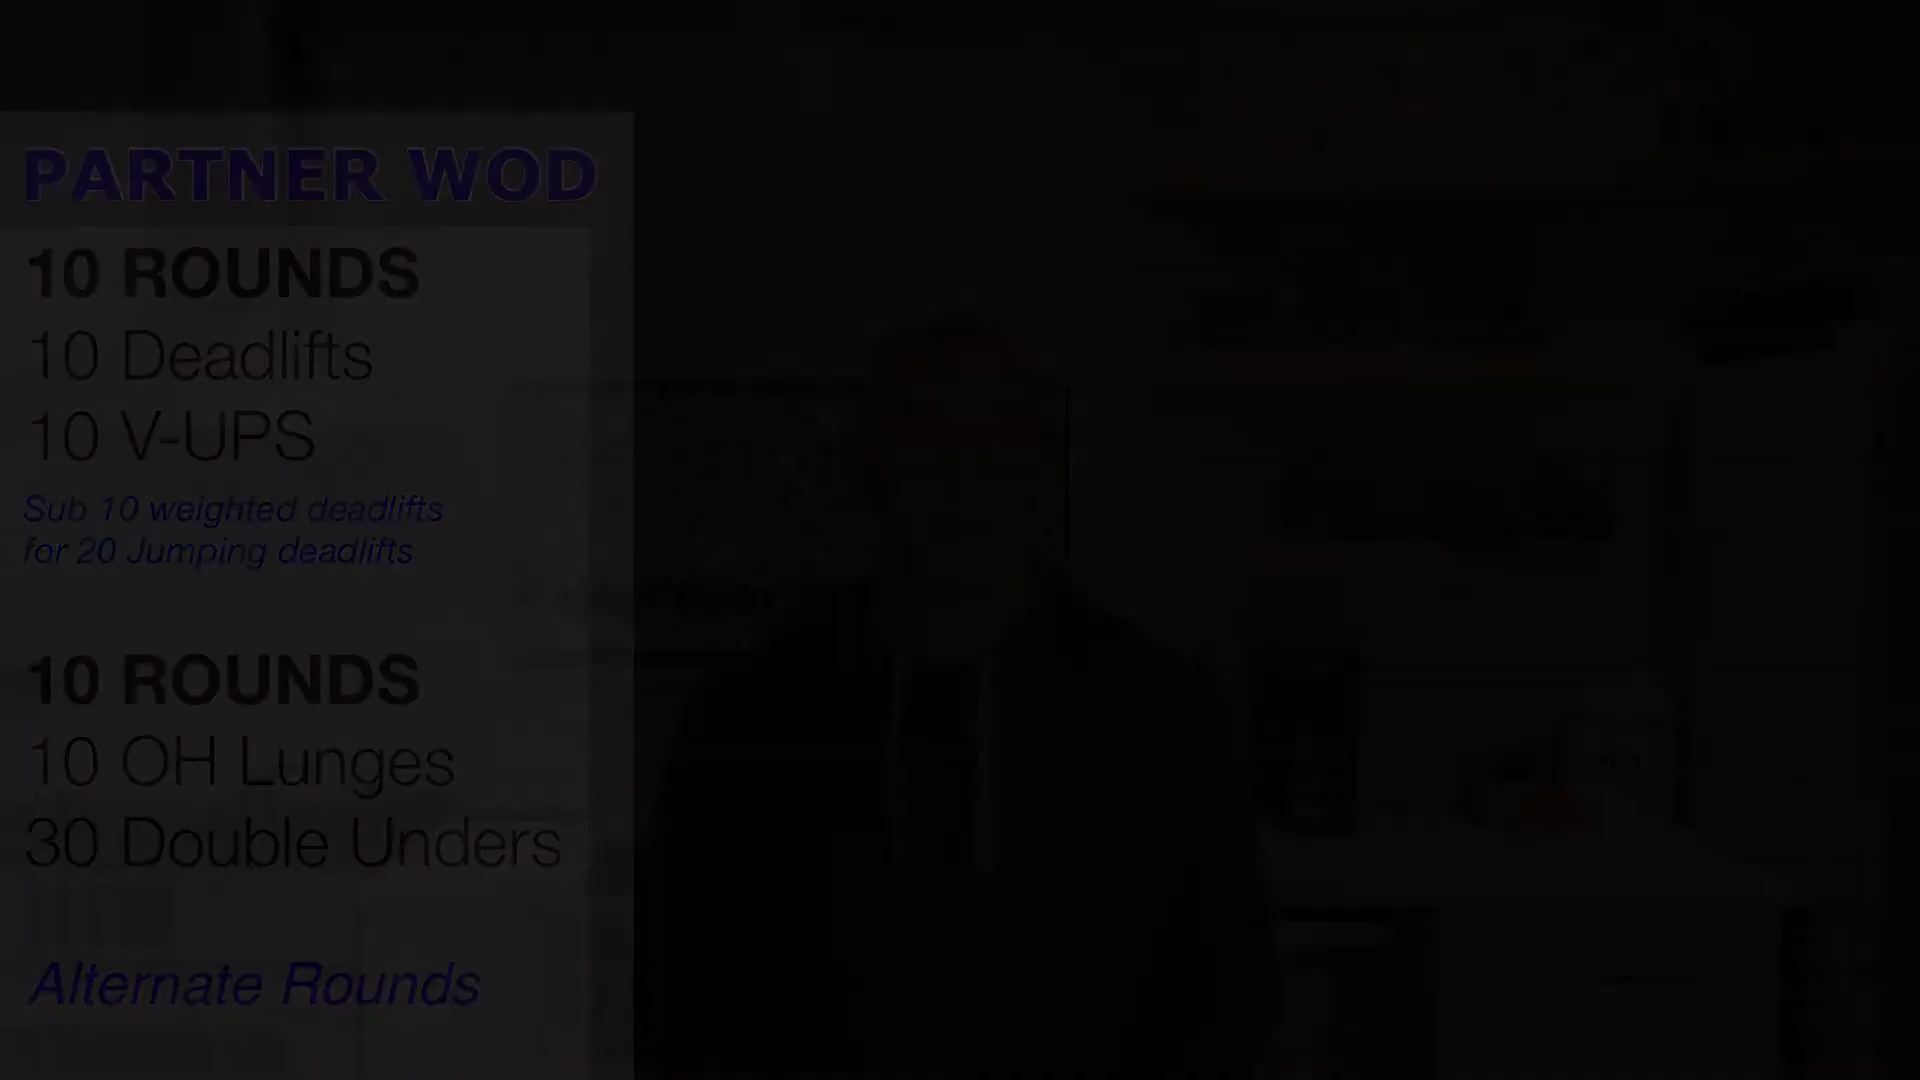 PARTNER WOD
10 ROUNDS
10 Deadlifts
10 V-UPS
Sub 10 weighted deadlifts
for 20 Jumping deadlifts
10 ROUNDS
10 OH Lunges
30 Double Unders
Alternate Rounds